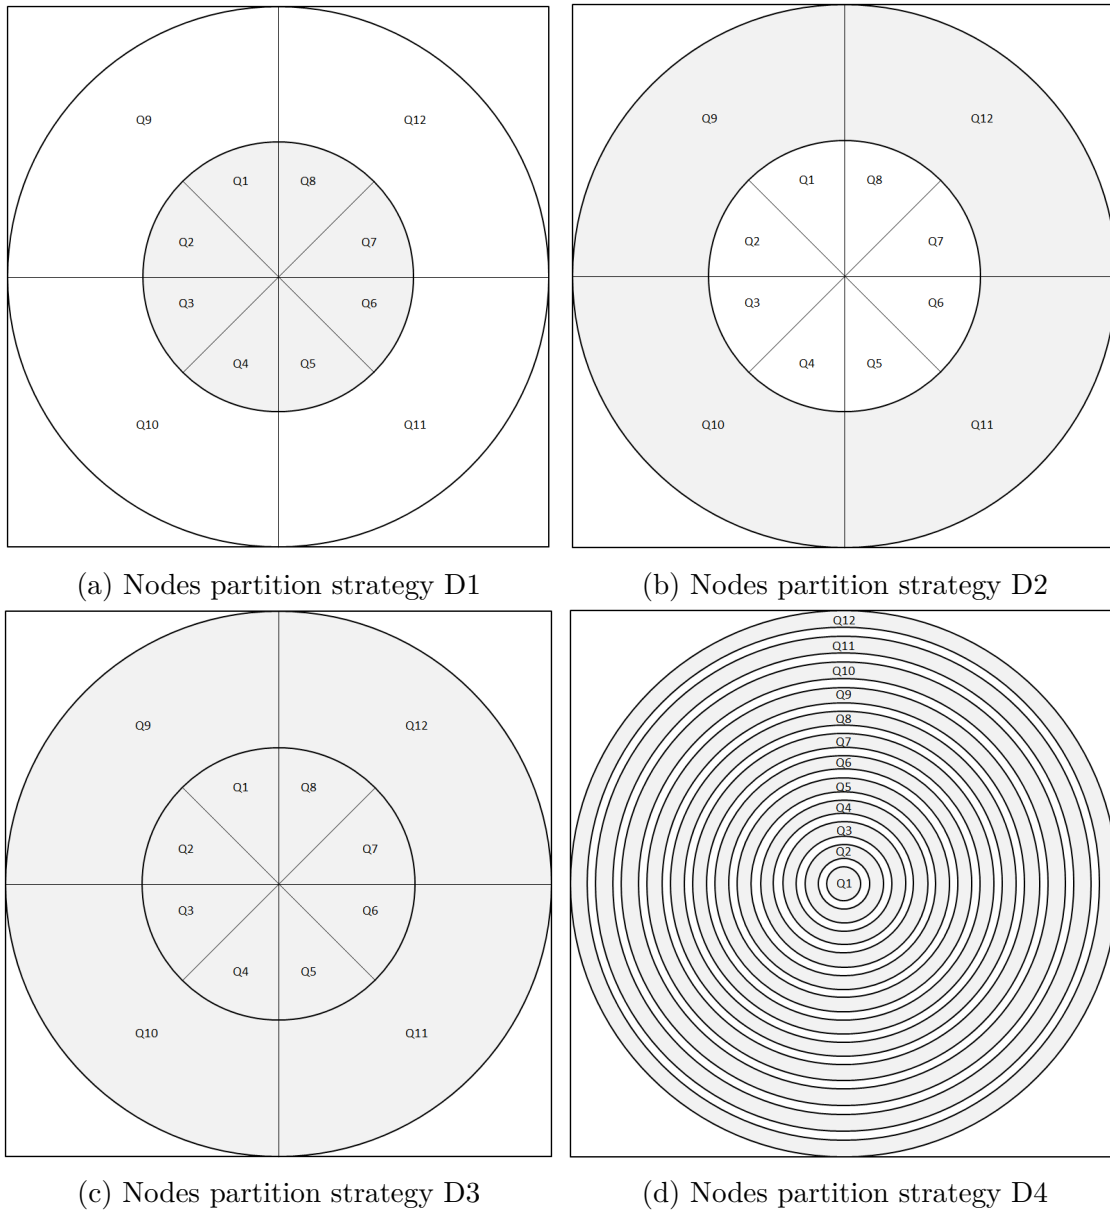 Q9
Q12
Q1 Q8
Q2 Q7
Q3 Q6
Q4 Q5
Q10 Q11
(a) Nodes partition strategy D1
Q9
Q12
Q1 Q8
Q2 Q7
Q3 Q6
Q4 Q5
Q10 Q11
(b) Nodes partition strategy D2
Q9
Q12
Q1 Q8
Q2 Q7
Q3 Q6
Q4 Q5
Q10 Q11
(c) Nodes partition strategy D3
Q12
Q11
Q10
Q9
Q8
Q7
Q6
Q5
Q4
Q3
Q2
Q1
(d) Nodes partition strategy D4